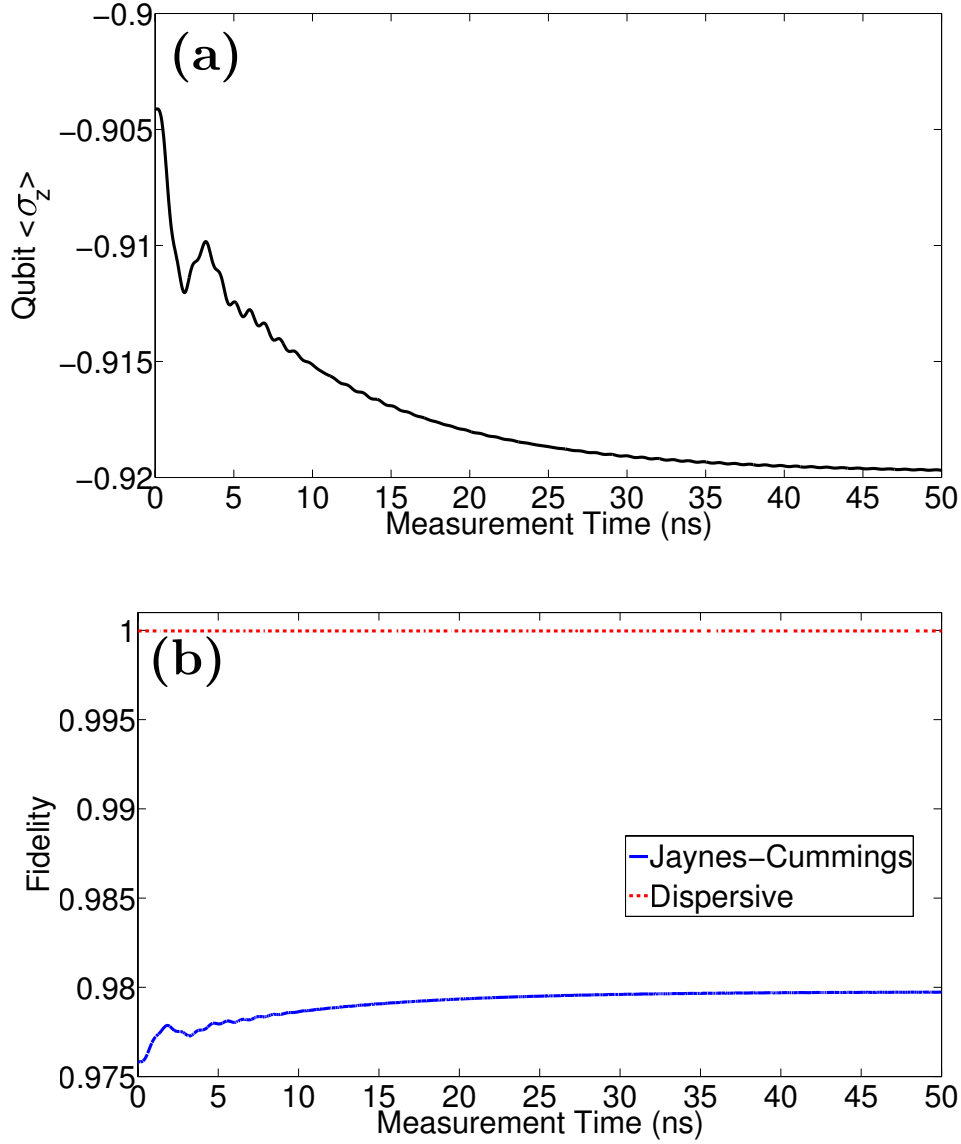 (a)
−0.9
−0.905
−0.91
−0.915
−0.92
Qubit <σz>
0 5 10 15 20 25 30 35 40 45 50
Measurement Time (ns)
(b)
1
0.995
0.99
0.985
0.98
0.975
Fidelity
Jaynes−Cummings
Dispersive
0 5 10 15 20 25 30 35 40 45 50
Measurement Time (ns)